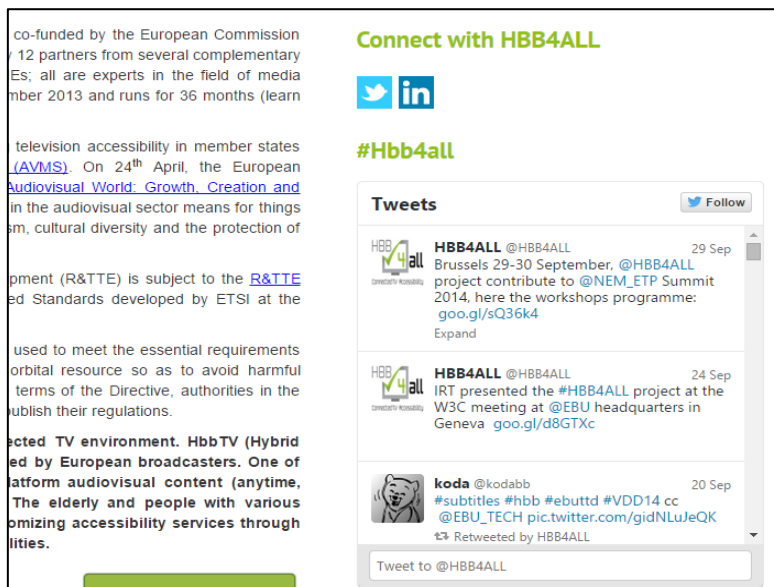 co-funded by the European Commission
12 partners from several complementary
Es; all are experts in the field of media
mber 2013 and runs for 36 months (learn
television accessibility in member states
(AVMS). On 24th April, the European
Audiovisual World: Growth, Creation and
in the audiovisual sector means for things
sm, cultural diversity and the protection of
pment (R&TTE) is subject to the R&TTE
ed Standards developed by ETSI at the
used to meet the essential requirements
orbital resource so as to avoid harmful
terms of the Directive, authorities in the
publish their regulations.
ected TV environment. HbbTV (Hybrid
ed by European broadcasters. One of
latform audiovisual content (anytime,
The elderly and people with various
omizing accessibility services through
lities.
Connect with HBB4ALL
in
#Hbb4all
Tweets
Follow
HBB 4all
ConnectedTV Accessibility
HBB4ALL @HBB4ALL 29 Sep
Brussels 29-30 September, @HBB4ALL
project contribute to @NEM_ETP Summit
2014, here the workshops programme:
goo.gl/sQ36k4
Expand
HBB 4all
ConnectedTV Accessibility
HBB4ALL @HBB4ALL 24 Sep
IRT presented the #HBB4ALL project at the
W3C meeting at @EBU headquarters in
Geneva goo.gl/d8GTXc
koda @kodabb 20 Sep
#subtitles #hbb #ebuttd #VDD14 cc
@EBU_TECH pic.twitter.com/gidNLuJeQK
Retweeted by HBB4ALL
Tweet to @HBB4ALL